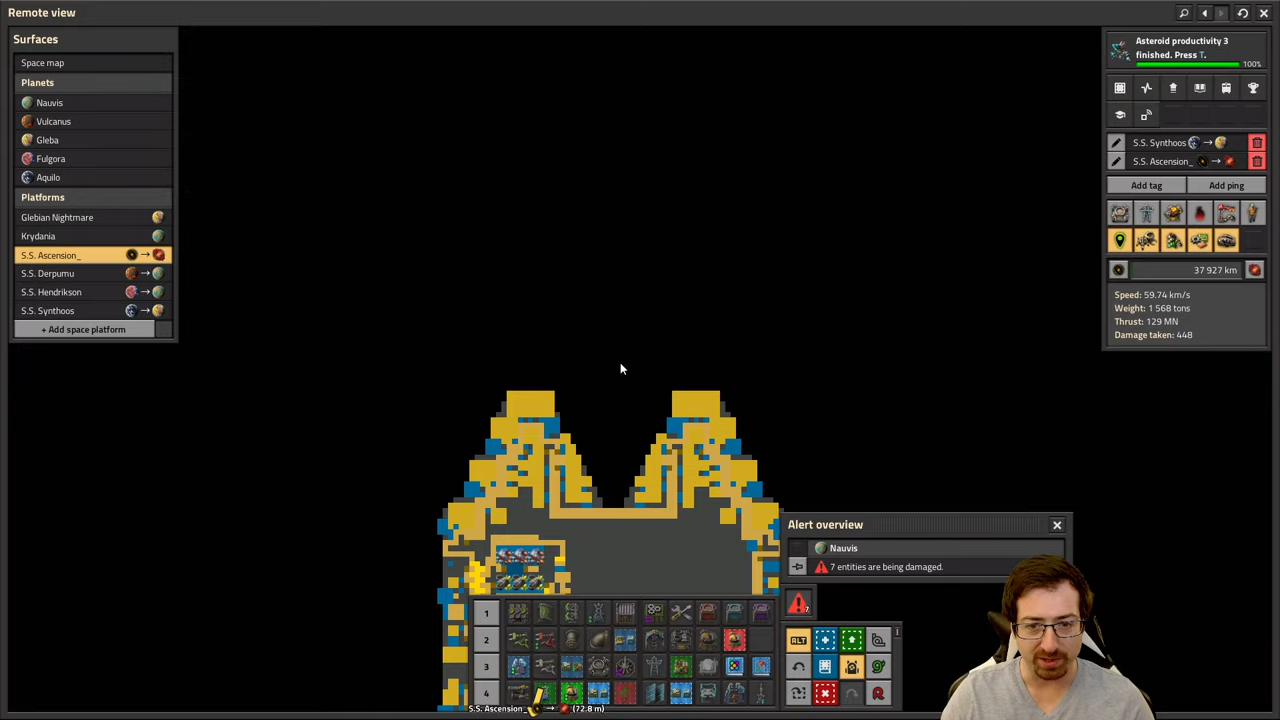 Remote view
Surfaces
Space map
Planets
Nauvis
Vulcanus
Gleba
Fulgora
Aquilo
Platforms
Glebian Nightmare
Krydania
S.S. Ascension_
S.S. Derpumu
S.S. Hendrikson
S.S. Synthoos
+ Add space platform
Asteroid productivity 3
finished. Press T.
100%
S.S. Synthoos
S.S. Ascension_
Add tag
Add ping
37 927 km
Speed: 59.74 km/s
Weight: 1 568 tons
Thrust: 129 MN
Damage taken: 448
Alert overview
Nauvis
7 entities are being damaged.
7
1
2
3
4
ALT
S.S. Ascension_
(72.8 m)